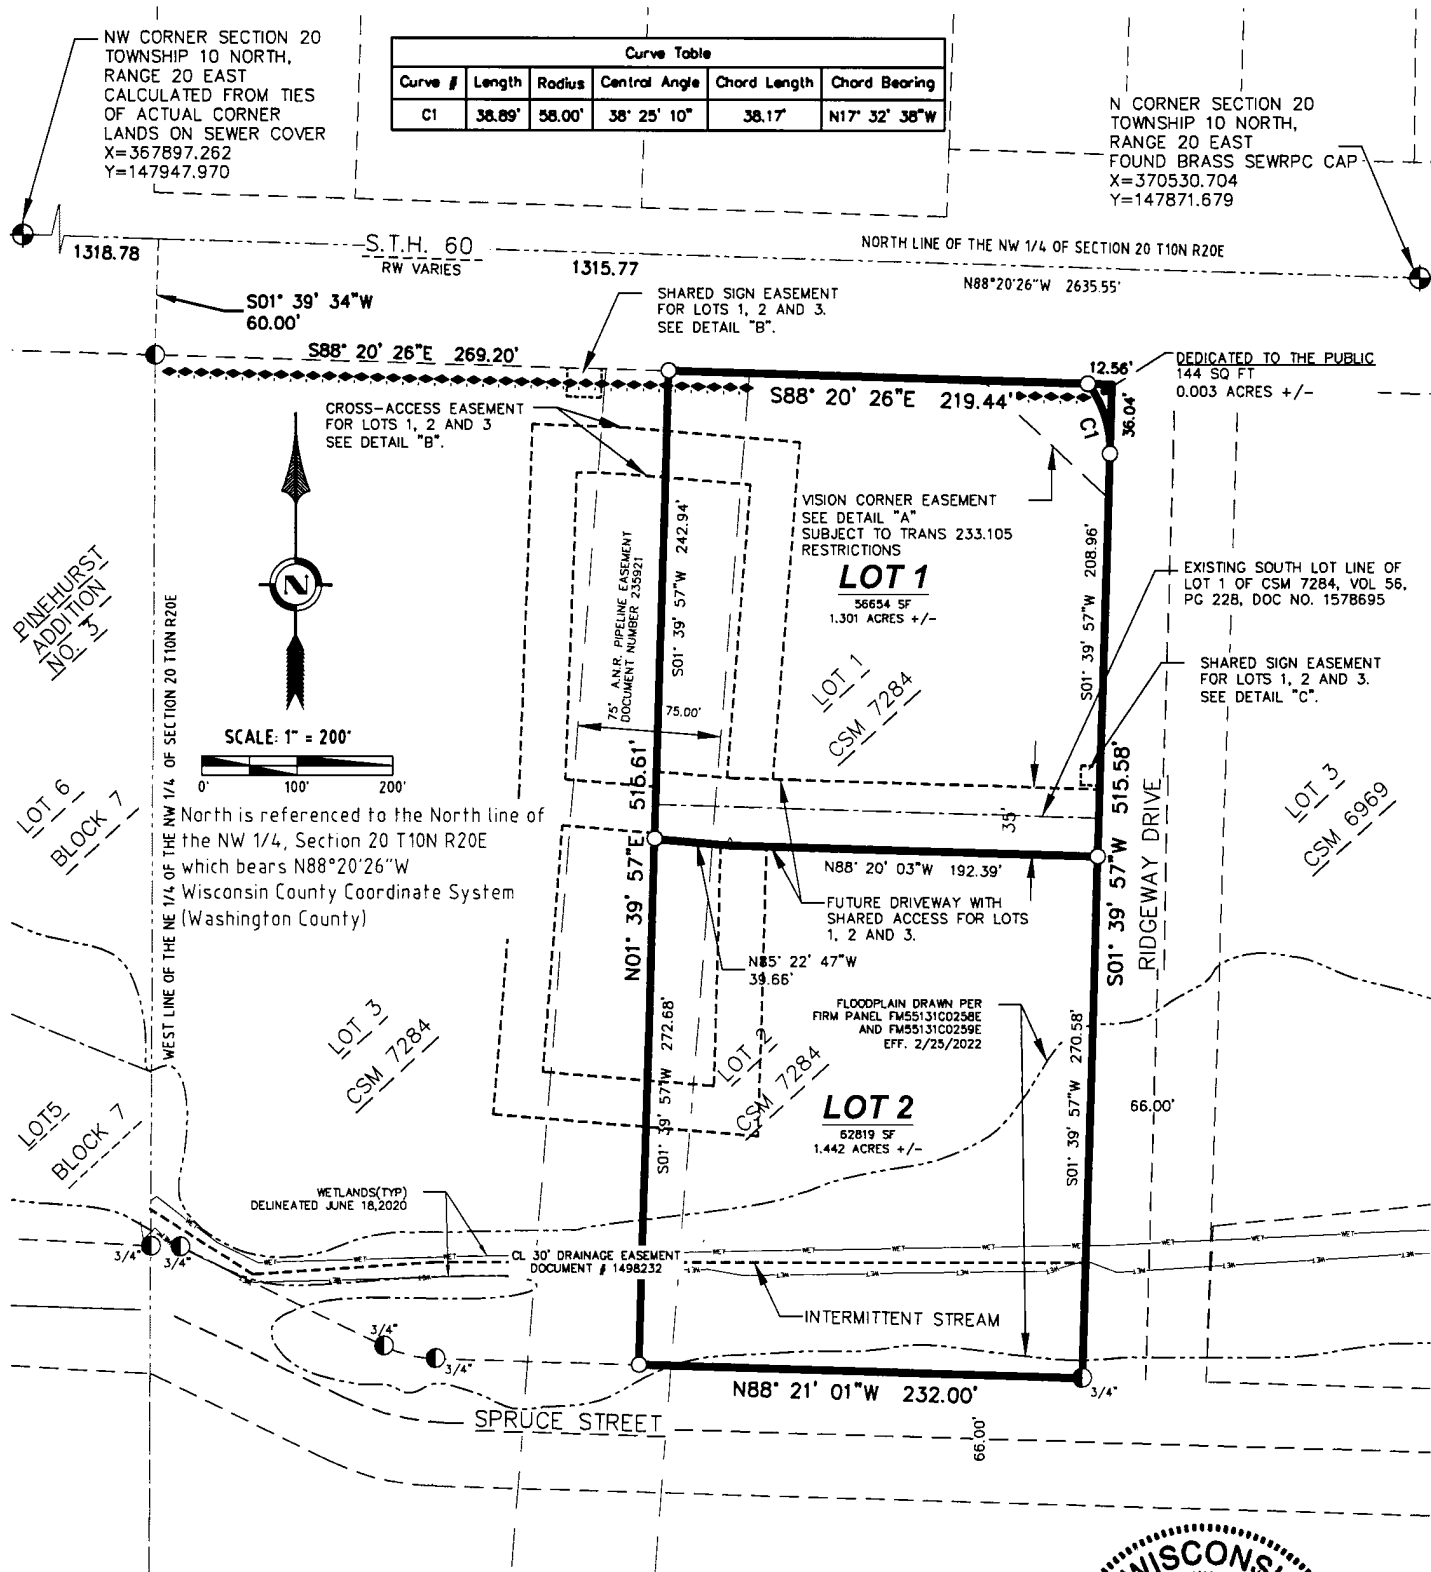 NW CORNER SECTION 20
TOWNSHIP 10 NORTH,
RANGE 20 EAST
CALCULATED FROM TIES
OF ACTUAL CORNER
LANDS ON SEWER COVER
X=367897.262
Y=147947.970
Curve Table
Curve # Length Radius Central Angle Chord Length Chord Bearing
C1 38.89' 58.00' 38° 25' 10" 38.17' N17° 32' 38"W
N CORNER SECTION 20
TOWNSHIP 10 NORTH,
RANGE 20 EAST
FOUND BRASS SEWRPC CAP
X=370530.704
Y=147871.679
1318.78
S.T.H. 60
RW VARIES
1315.77
NORTH LINE OF THE NW 1/4 OF SECTION 20 T10N R20E
N88°20'26"W 2635.55'
S01° 39' 34"W
60.00'
SHARED SIGN EASEMENT
FOR LOTS 1, 2 AND 3.
SEE DETAIL "B".
S88° 20' 26"E 269.20'
12.56'
DEDICATED TO THE PUBLIC
144 SQ FT
0.003 ACRES +/-
S88° 20' 26"E 219.44'
C1
36.04'
CROSS-ACCESS EASEMENT
FOR LOTS 1, 2 AND 3
SEE DETAIL "B".
VISION CORNER EASEMENT
SEE DETAIL "A"
SUBJECT TO TRANS 233.105
RESTRICTIONS
LOT 1
56654 SF
1.301 ACRES +/-
S01° 39' 57"W 242.94'
S01° 39' 57"W 208.96'
75' A.N.R. PIPELINE EASEMENT
DOCUMENT NUMBER 235921
75.00'
EXISTING SOUTH LOT LINE OF
LOT 1 OF CSM 7284, VOL 56,
PG 228, DOC NO. 1578695
SHARED SIGN EASEMENT
FOR LOTS 1, 2 AND 3.
SEE DETAIL "C".
PINEHURST
ADDITION
NO. 3
N
LOT 1
CSM 7284
SCALE: 1" = 200'
0' 100' 200'
WEST LINE OF THE NE 1/4 OF THE NW 1/4 OF SECTION 20 T10N R20E
North is referenced to the North line of
the NW 1/4, Section 20 T10N R20E
which bears N88°20'26"W
Wisconsin County Coordinate System
(Washington County)
LOT 6
BLOCK 7
N01° 39' 57"E 515.61'
35'
S01° 39' 57"W 515.58'
RIDGEWAY DRIVE
LOT 3
CSM 6969
N88° 20' 03"W 192.39'
FUTURE DRIVEWAY WITH
SHARED ACCESS FOR LOTS
1, 2 AND 3.
N85° 22' 47"W
39.66'
FLOODPLAIN DRAWN PER
FIRM PANEL FM55131C0258E
AND FM55131C0259E
EFF. 2/25/2022
LOT 3
CSM 7284
LOT 2
CSM 7284
S01° 39' 57"W 272.68'
S01° 39' 57"W 270.58'
LOT 2
62819 SF
1.442 ACRES +/-
66.00'
LOT5
BLOCK 7
WETLANDS(TYP)
DELINEATED JUNE 18,2020
3/4"
3/4"
WET WET WET WET WET WET WET WET
CL 30' DRAINAGE EASEMENT
DOCUMENT # 1498232
INTERMITTENT STREAM
3/4"
3/4"
N88° 21' 01"W 232.00'
3/4"
SPRUCE STREET
66.00'